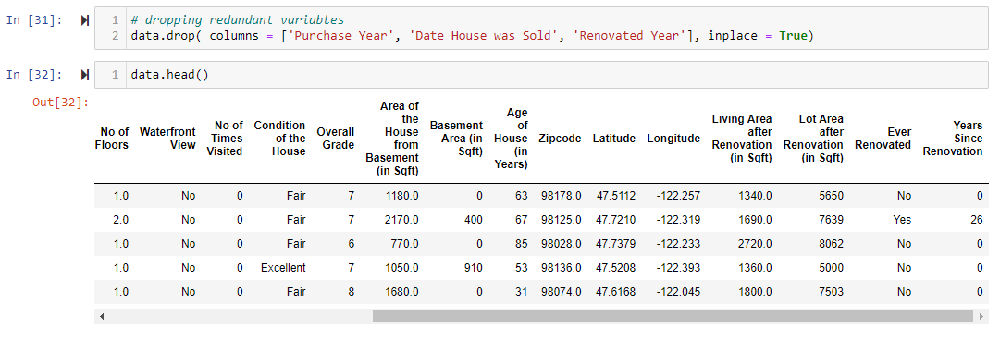 In [31]:
1 # dropping redundant variables
2 data.drop( columns = ['Purchase Year', 'Date House was Sold', 'Renovated Year'], inplace = True)
In [32]:
1 data.head()
Out[32]:
No of Floors Waterfront View No of Times Visited Condition of the House Overall Grade Area of the House from Basement (in Sqft) Basement Area (in Sqft) Age of House (in Years) Zipcode Latitude Longitude Living Area after Renovation (in Sqft) Lot Area after Renovation (in Sqft) Ever Renovated Years Since Renovation
1.0 No 0 Fair 7 1180.0 0 63 98178.0 47.5112 -122.257 1340.0 5650 No 0
2.0 No 0 Fair 7 2170.0 400 67 98125.0 47.7210 -122.319 1690.0 7639 Yes 26
1.0 No 0 Fair 6 770.0 0 85 98028.0 47.7379 -122.233 2720.0 8062 No 0
1.0 No 0 Excellent 7 1050.0 910 53 98136.0 47.5208 -122.393 1360.0 5000 No 0
1.0 No 0 Fair 8 1680.0 0 31 98074.0 47.6168 -122.045 1800.0 7503 No 0